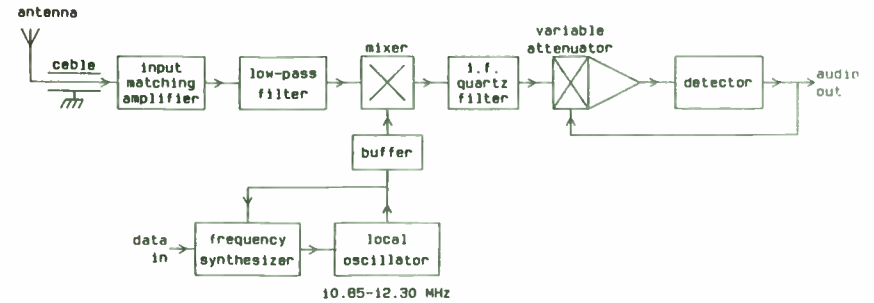 antenna
ceble
input
matching
amplifier
low-pass
filter
mixer
i.f.
quartz
filter
variable
attenuator
detector
audio
out
buffer
data
in
frequency
synthesizer
local
oscillator
10.85-12.30 MHz